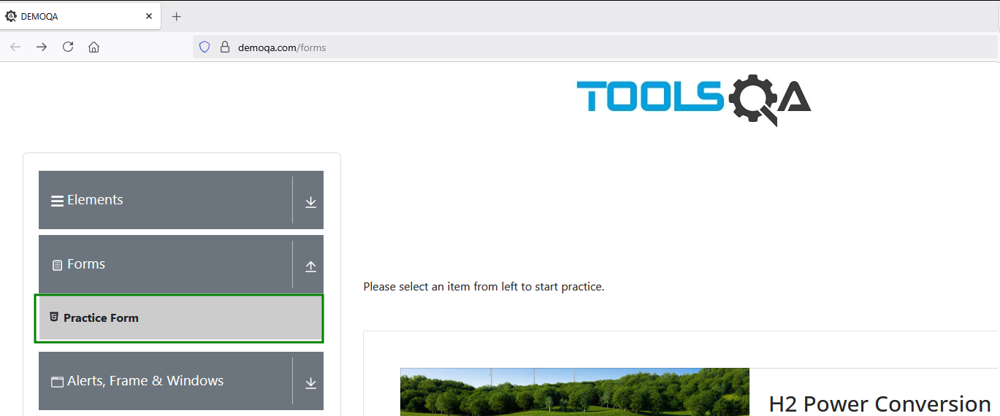 DEMOQA
demoqa.com/forms
TOOLSQA
Elements
Forms
Please select an item from left to start practice.
Practice Form
Alerts, Frame & Windows
H2 Power Conversion